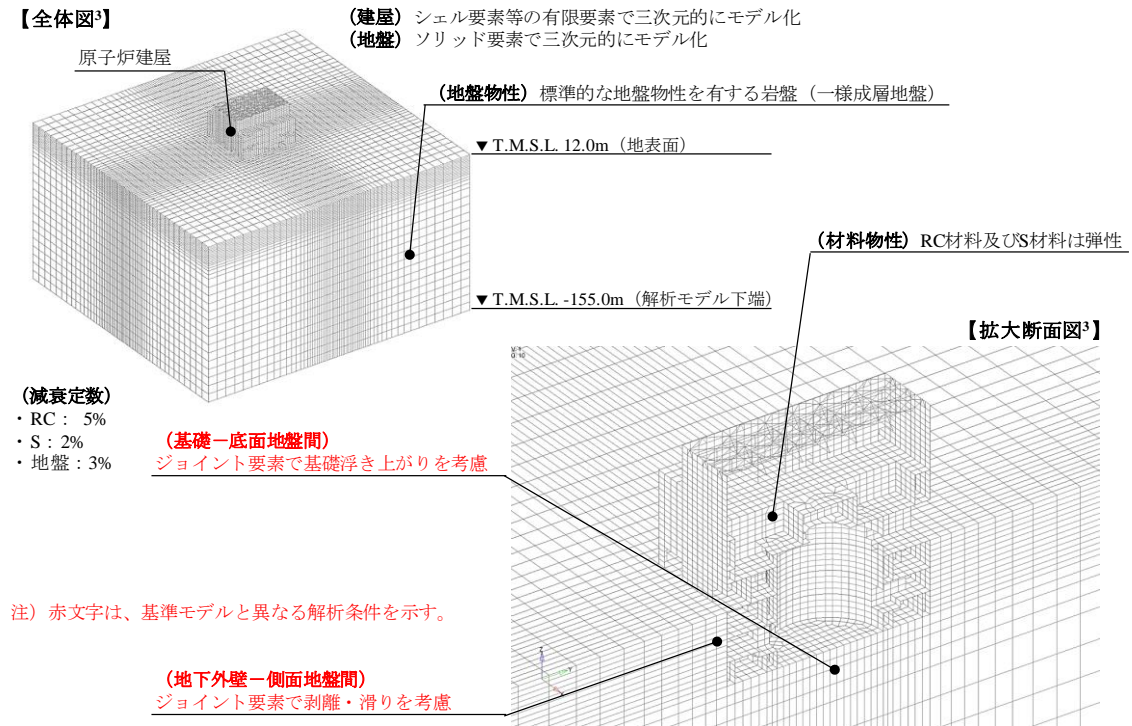 【全体図3】
(建屋) シェル要素等の有限要素で三次元的にモデル化
(地盤) ソリッド要素で三次元的にモデル化
原子炉建屋
(地盤物性) 標準的な地盤物性を有する岩盤（一様成層地盤）
▼T.M.S.L. 12.0m（地表面）
(材料物性) RC材料及びS材料は弾性
▼T.M.S.L. -155.0m（解析モデル下端）
【拡大断面図3】
(減衰定数)
・RC： 5%
・S：2%
・地盤：3%
(基礎－底面地盤間)
ジョイント要素で基礎浮き上がりを考慮
注）赤文字は、基準モデルと異なる解析条件を示す。
(地下外壁－側面地盤間)
ジョイント要素で剥離・滑りを考慮
Z
Y